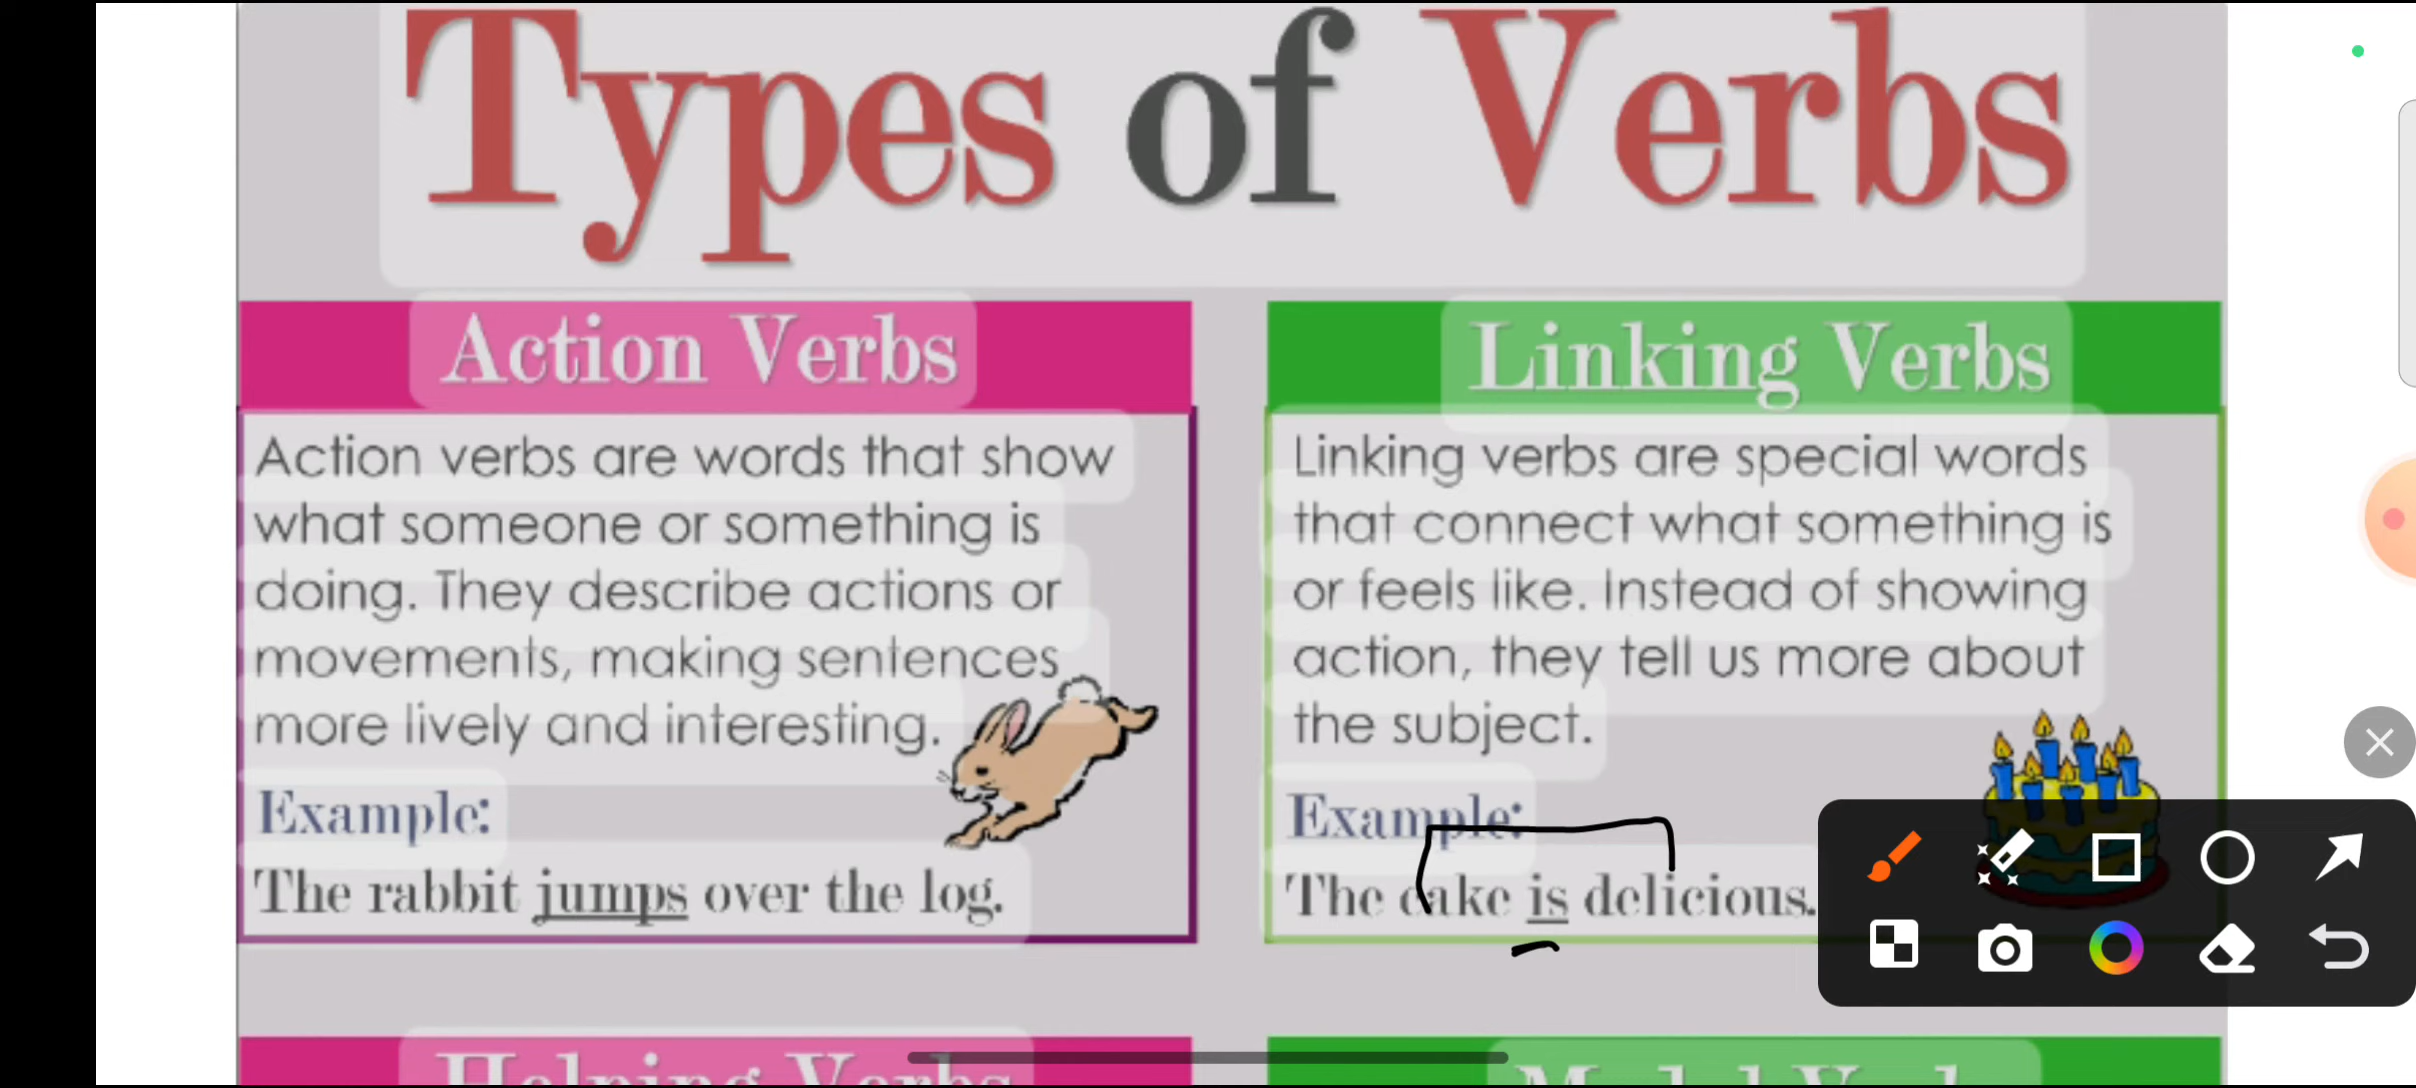 Types of Verbs
Action Verbs
Action verbs are words that show
what someone or something is
doing. They describe actions or
movements, making sentences
more lively and interesting.
Example:
The rabbit jumps over the log.
Linking Verbs
Linking verbs are special words
that connect what something is
or feels like. Instead of showing
action, they tell us more about
the subject.
Example:
The cake is delicious.
Helping Verbs